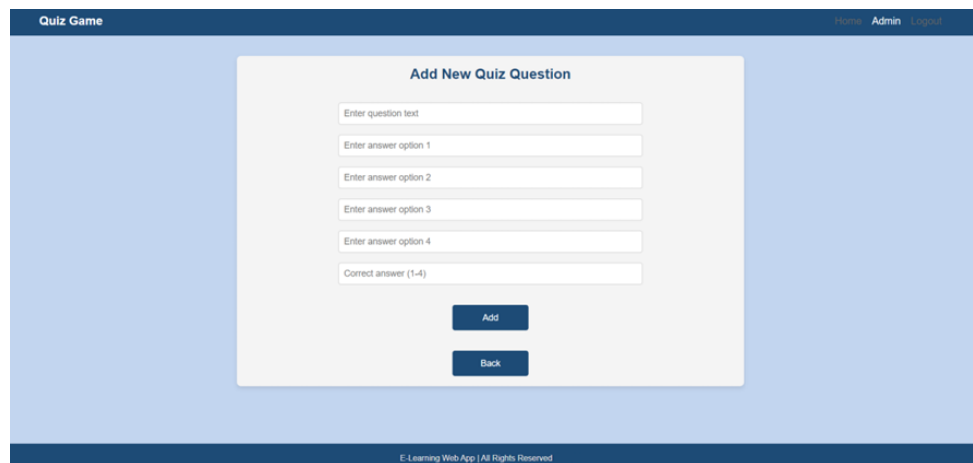 Quiz Game Home Admin Logout
Add New Quiz Question
Enter question text
Enter answer option 1
Enter answer option 2
Enter answer option 3
Enter answer option 4
Correct answer (1-4)
Add
Back
E-Learning Web App | All Rights Reserved